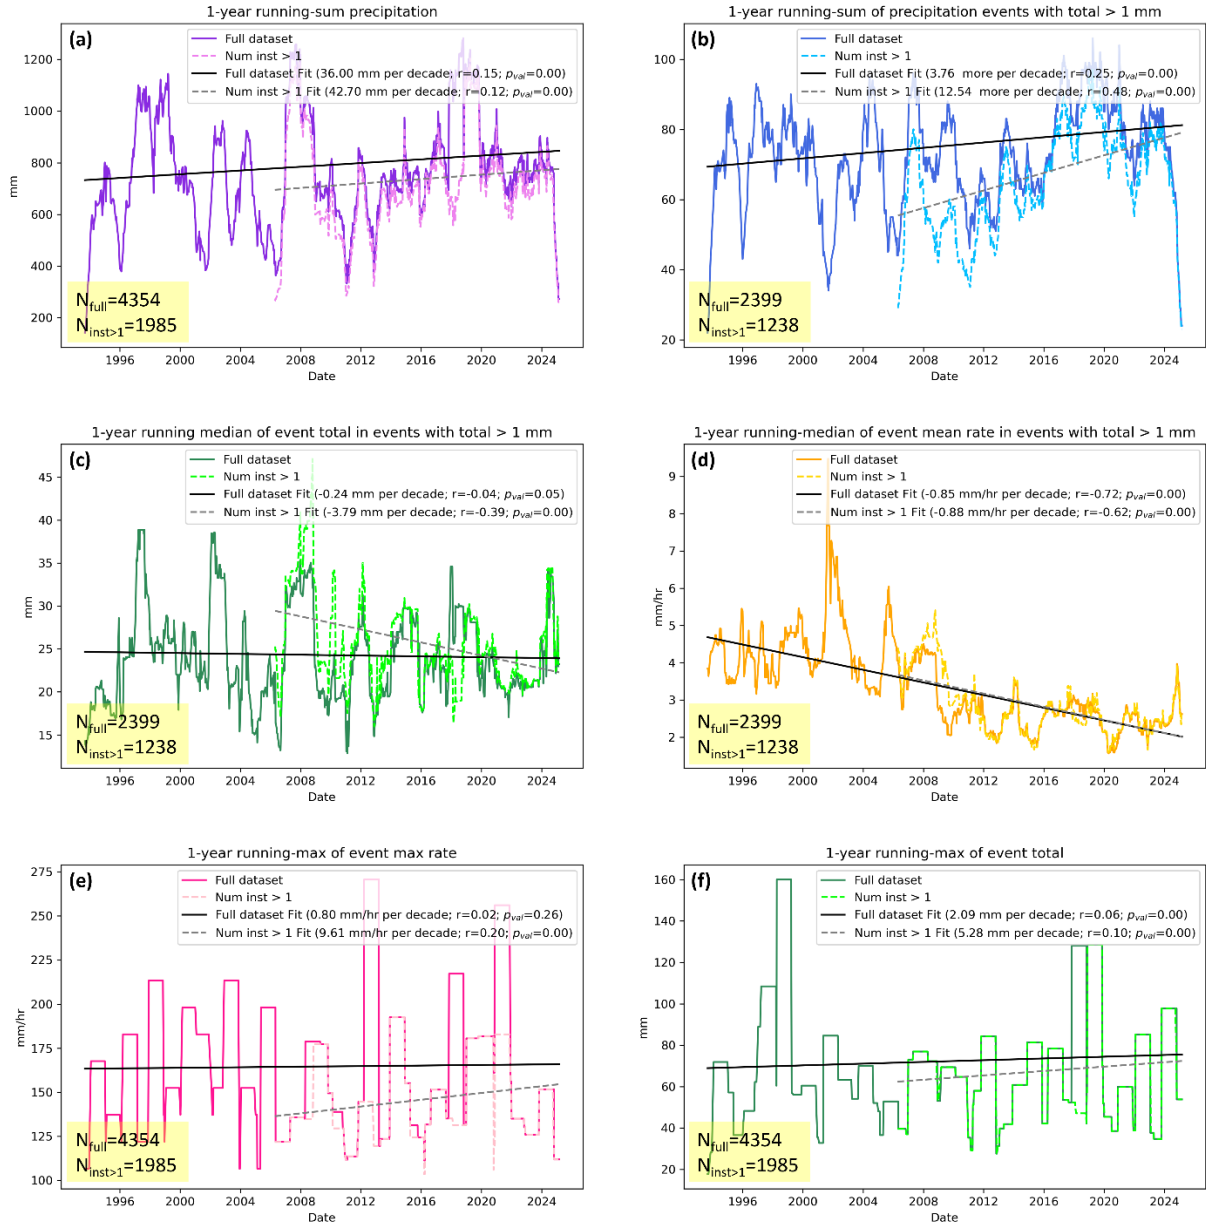 1-year running-sum precipitation
(a)
Full dataset
Num inst > 1
Full dataset Fit (36.00 mm per decade; r=0.15; pval=0.00)
Num inst > 1 Fit (42.70 mm per decade; r=0.12; pval=0.00)
1200
1000
800
600
400
200
mm
Nfull=4354
Ninst>1=1985
1996 2000 2004 2008 2012 2016 2020 2024
Date
1-year running-sum of precipitation events with total > 1 mm
(b)
Full dataset
Num inst > 1
Full dataset Fit (3.76 more per decade; r=0.25; pval=0.00)
Num inst > 1 Fit (12.54 more per decade; r=0.48; pval=0.00)
100
80
60
40
20
Nfull=2399
Ninst>1=1238
1996 2000 2004 2008 2012 2016 2020 2024
Date
1-year running median of event total in events with total > 1 mm
(c)
Full dataset
Num inst > 1
Full dataset Fit (-0.24 mm per decade; r=-0.04; pval=0.05)
Num inst > 1 Fit (-3.79 mm per decade; r=-0.39; pval=0.00)
45
40
35
30
25
20
15
mm
Nfull=2399
Ninst>1=1238
1996 2000 2004 2008 2012 2016 2020 2024
Date
1-year running-median of event mean rate in events with total > 1 mm
(d)
Full dataset
Num inst > 1
Full dataset Fit (-0.85 mm/hr per decade; r=-0.72; pval=0.00)
Num inst > 1 Fit (-0.88 mm/hr per decade; r=-0.62; pval=0.00)
9
8
7
6
5
4
3
2
mm/hr
Nfull=2399
Ninst>1=1238
1996 2000 2004 2008 2012 2016 2020 2024
Date
1-year running-max of event max rate
(e)
Full dataset
Num inst > 1
Full dataset Fit (0.80 mm/hr per decade; r=0.02; pval=0.26)
Num inst > 1 Fit (9.61 mm/hr per decade; r=0.20; pval=0.00)
275
250
225
200
175
150
125
100
mm/hr
Nfull=4354
Ninst>1=1985
1996 2000 2004 2008 2012 2016 2020 2024
Date
1-year running-max of event total
(f)
Full dataset
Num inst > 1
Full dataset Fit (2.09 mm per decade; r=0.06; pval=0.00)
Num inst > 1 Fit (5.28 mm per decade; r=0.10; pval=0.00)
160
140
120
100
80
60
40
20
mm
Nfull=4354
Ninst>1=1985
1996 2000 2004 2008 2012 2016 2020 2024
Date